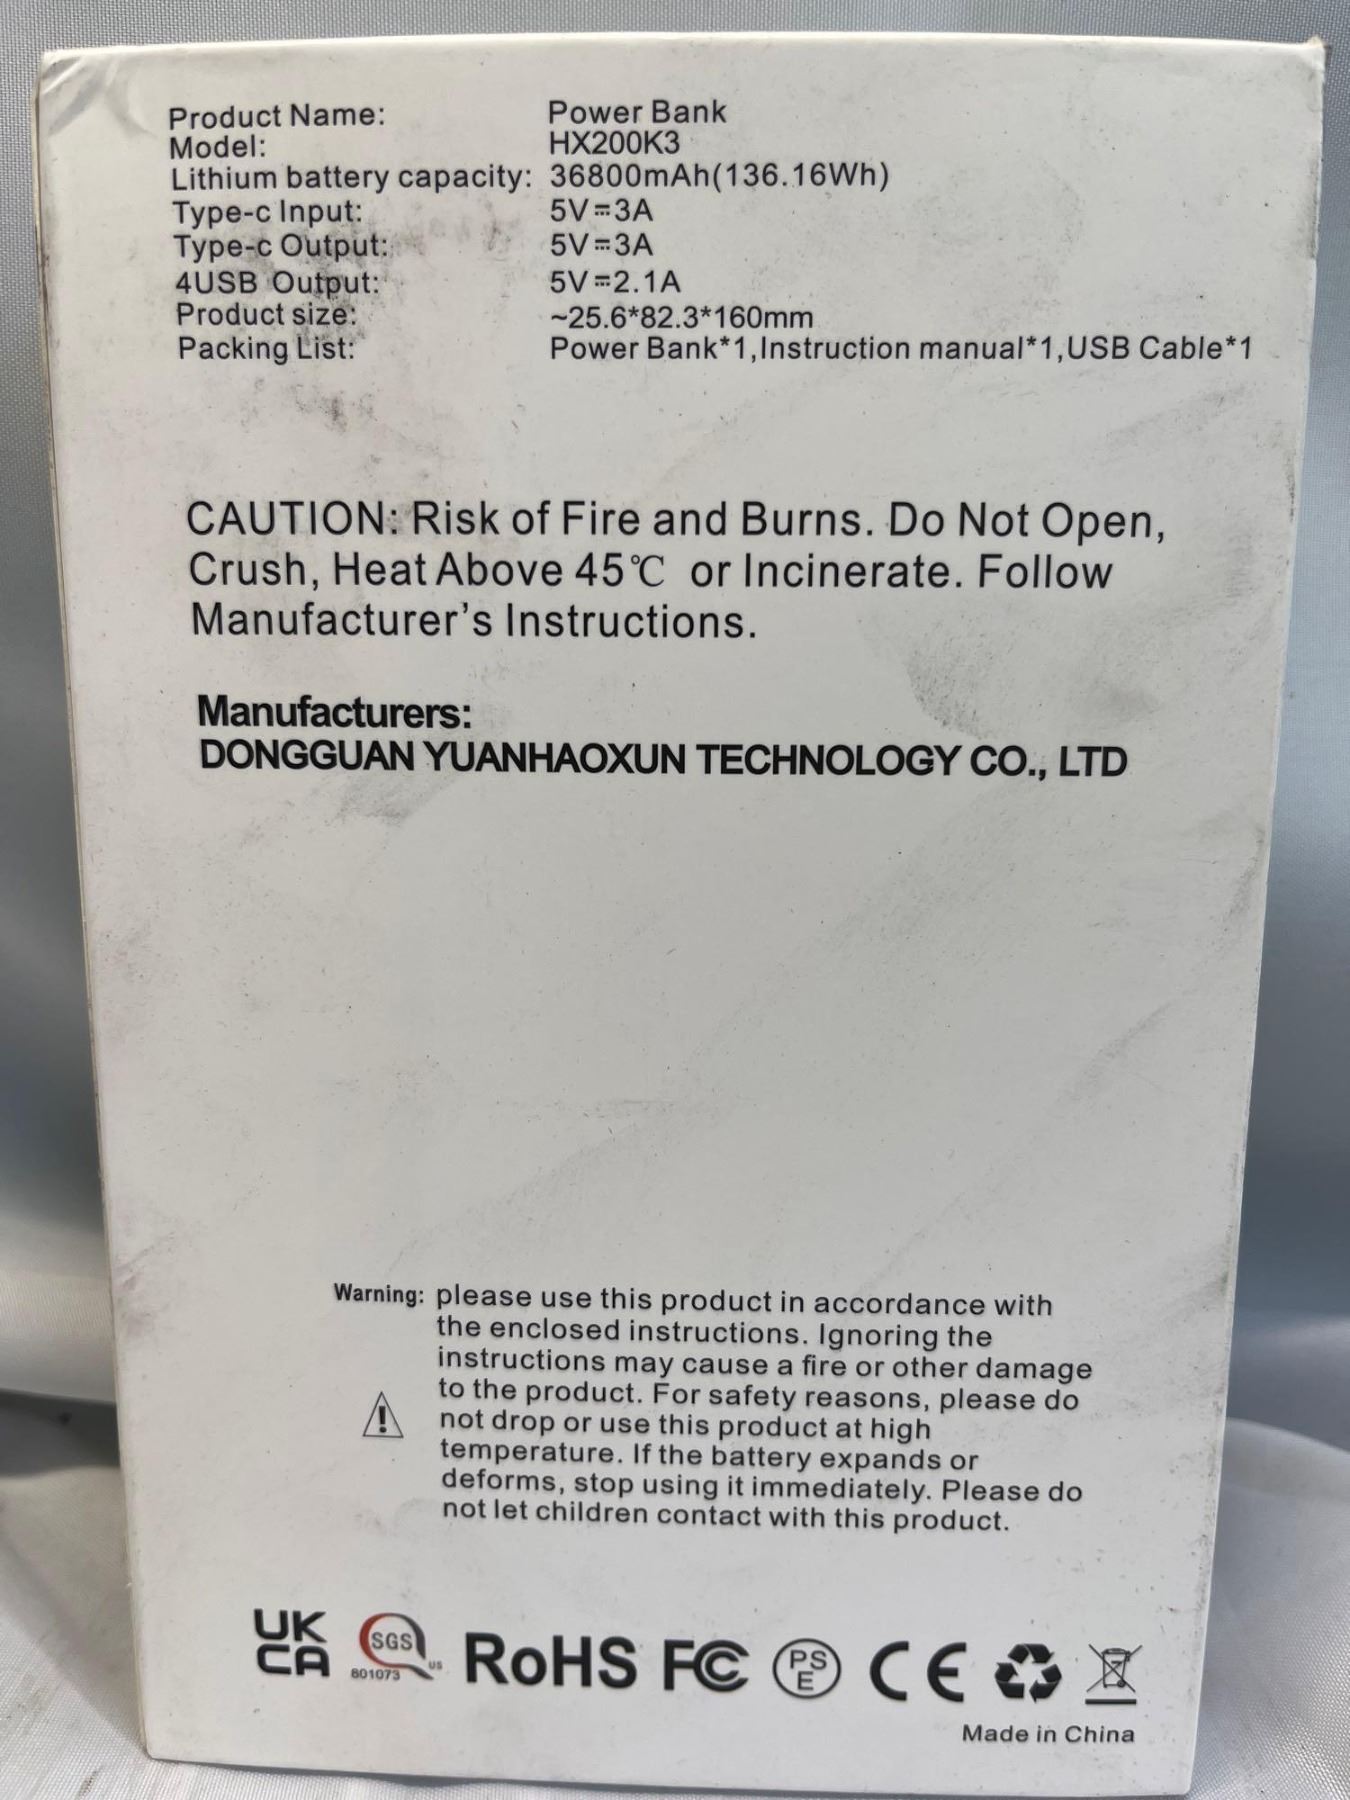 Product Name: Power Bank
Model: HX200K3
Lithium battery capacity: 36800mAh(136.16Wh)
Type-c Input: 5V⎓3A
Type-c Output: 5V⎓3A
4USB Output: 5V⎓2.1A
Product size: ~25.6*82.3*160mm
Packing List: Power Bank*1,Instruction manual*1,USB Cable*1
CAUTION: Risk of Fire and Burns. Do Not Open,
Crush, Heat Above 45℃ or Incinerate. Follow
Manufacturer's Instructions.
Manufacturers:
DONGGUAN YUANHAOXUN TECHNOLOGY CO., LTD
Warning: please use this product in accordance with
the enclosed instructions. Ignoring the
instructions may cause a fire or other damage
to the product. For safety reasons, please do
not drop or use this product at high
temperature. If the battery expands or
deforms, stop using it immediately. Please do
not let children contact with this product.
UK
CA
SGS
801073 US
RoHS FC PS
E
CE
Made in China